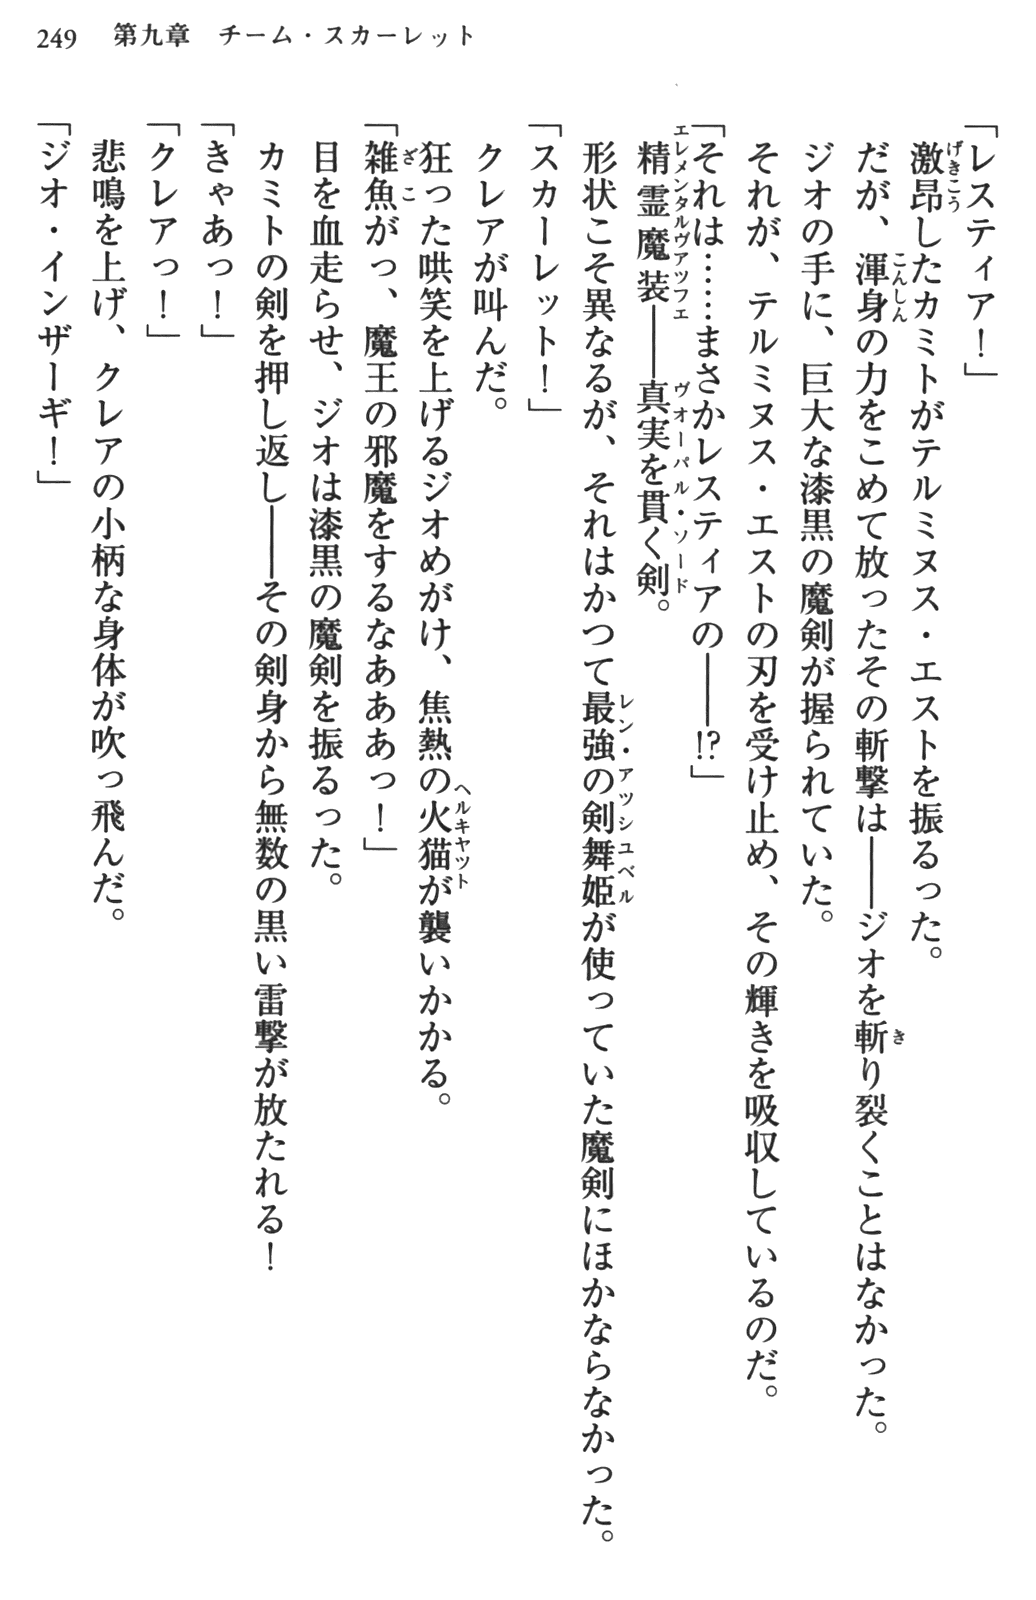 249 第九章 チーム・スカーレット
「レスティア！」
激昂したカミトがテルミヌス・エストを振るった。
だが、渾身の力をこめて放ったその斬撃は――ジオを斬り裂くことはなかった。
ジオの手に、巨大な漆黒の魔剣が握られていた。
それが、テルミヌス・エストの刃を受け止め、その輝きを吸収しているのだ。
「それは……まさかレスティアの――!?」
精霊魔装――真実を貫く剣。
形状こそ異なるが、それはかつて最強の剣舞姫が使っていた魔剣にほかならなかった。
「スカーレット！」
クレアが叫んだ。
狂った哄笑を上げるジオめがけ、焦熱の火猫が襲いかかる。
「雑魚がっ、魔王の邪魔をするなああぁっ！」
目を血走らせ、ジオは漆黒の魔剣を振るった。
カミトの剣を押し返し――その剣身から無数の黒い雷撃が放たれる！
「きゃあっ！」
「クレアっ！」
悲鳴を上げ、クレアの小柄な身体が吹っ飛んだ。
「ジオ・インザーギ！」